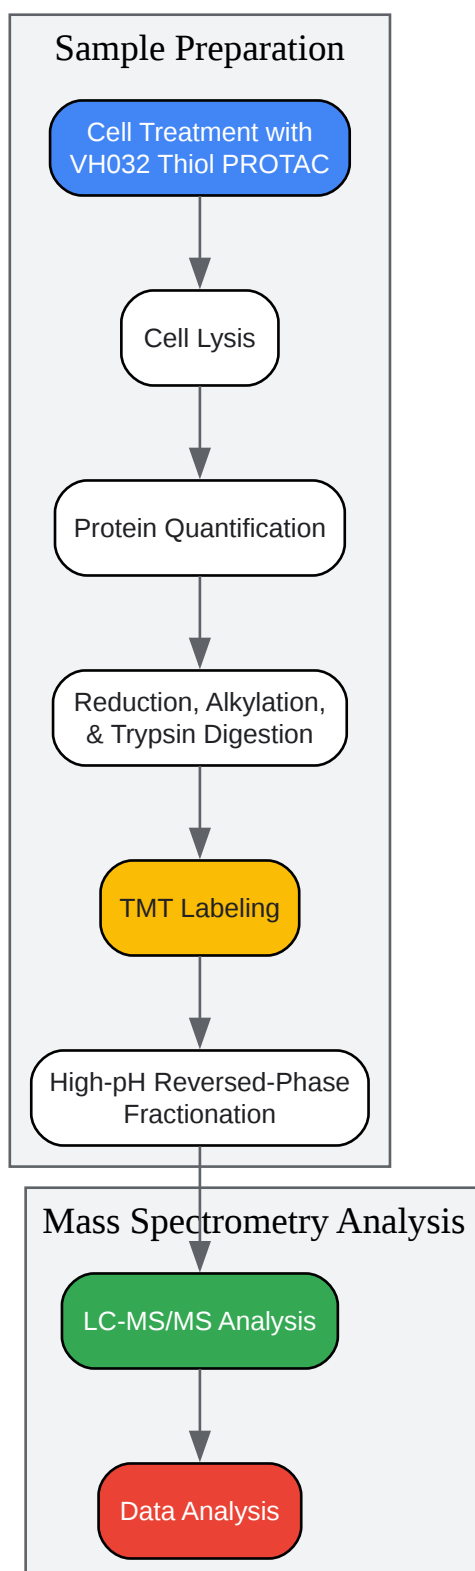 Sample Preparation
Cell Treatment with
VH032 Thiol PROTAC
Cell Lysis
Protein Quantification
Reduction, Alkylation,
& Trypsin Digestion
TMT Labeling
High-pH Reversed-Phase
Fractionation
Mass Spectrometry Analysis
LC-MS/MS Analysis
Data Analysis